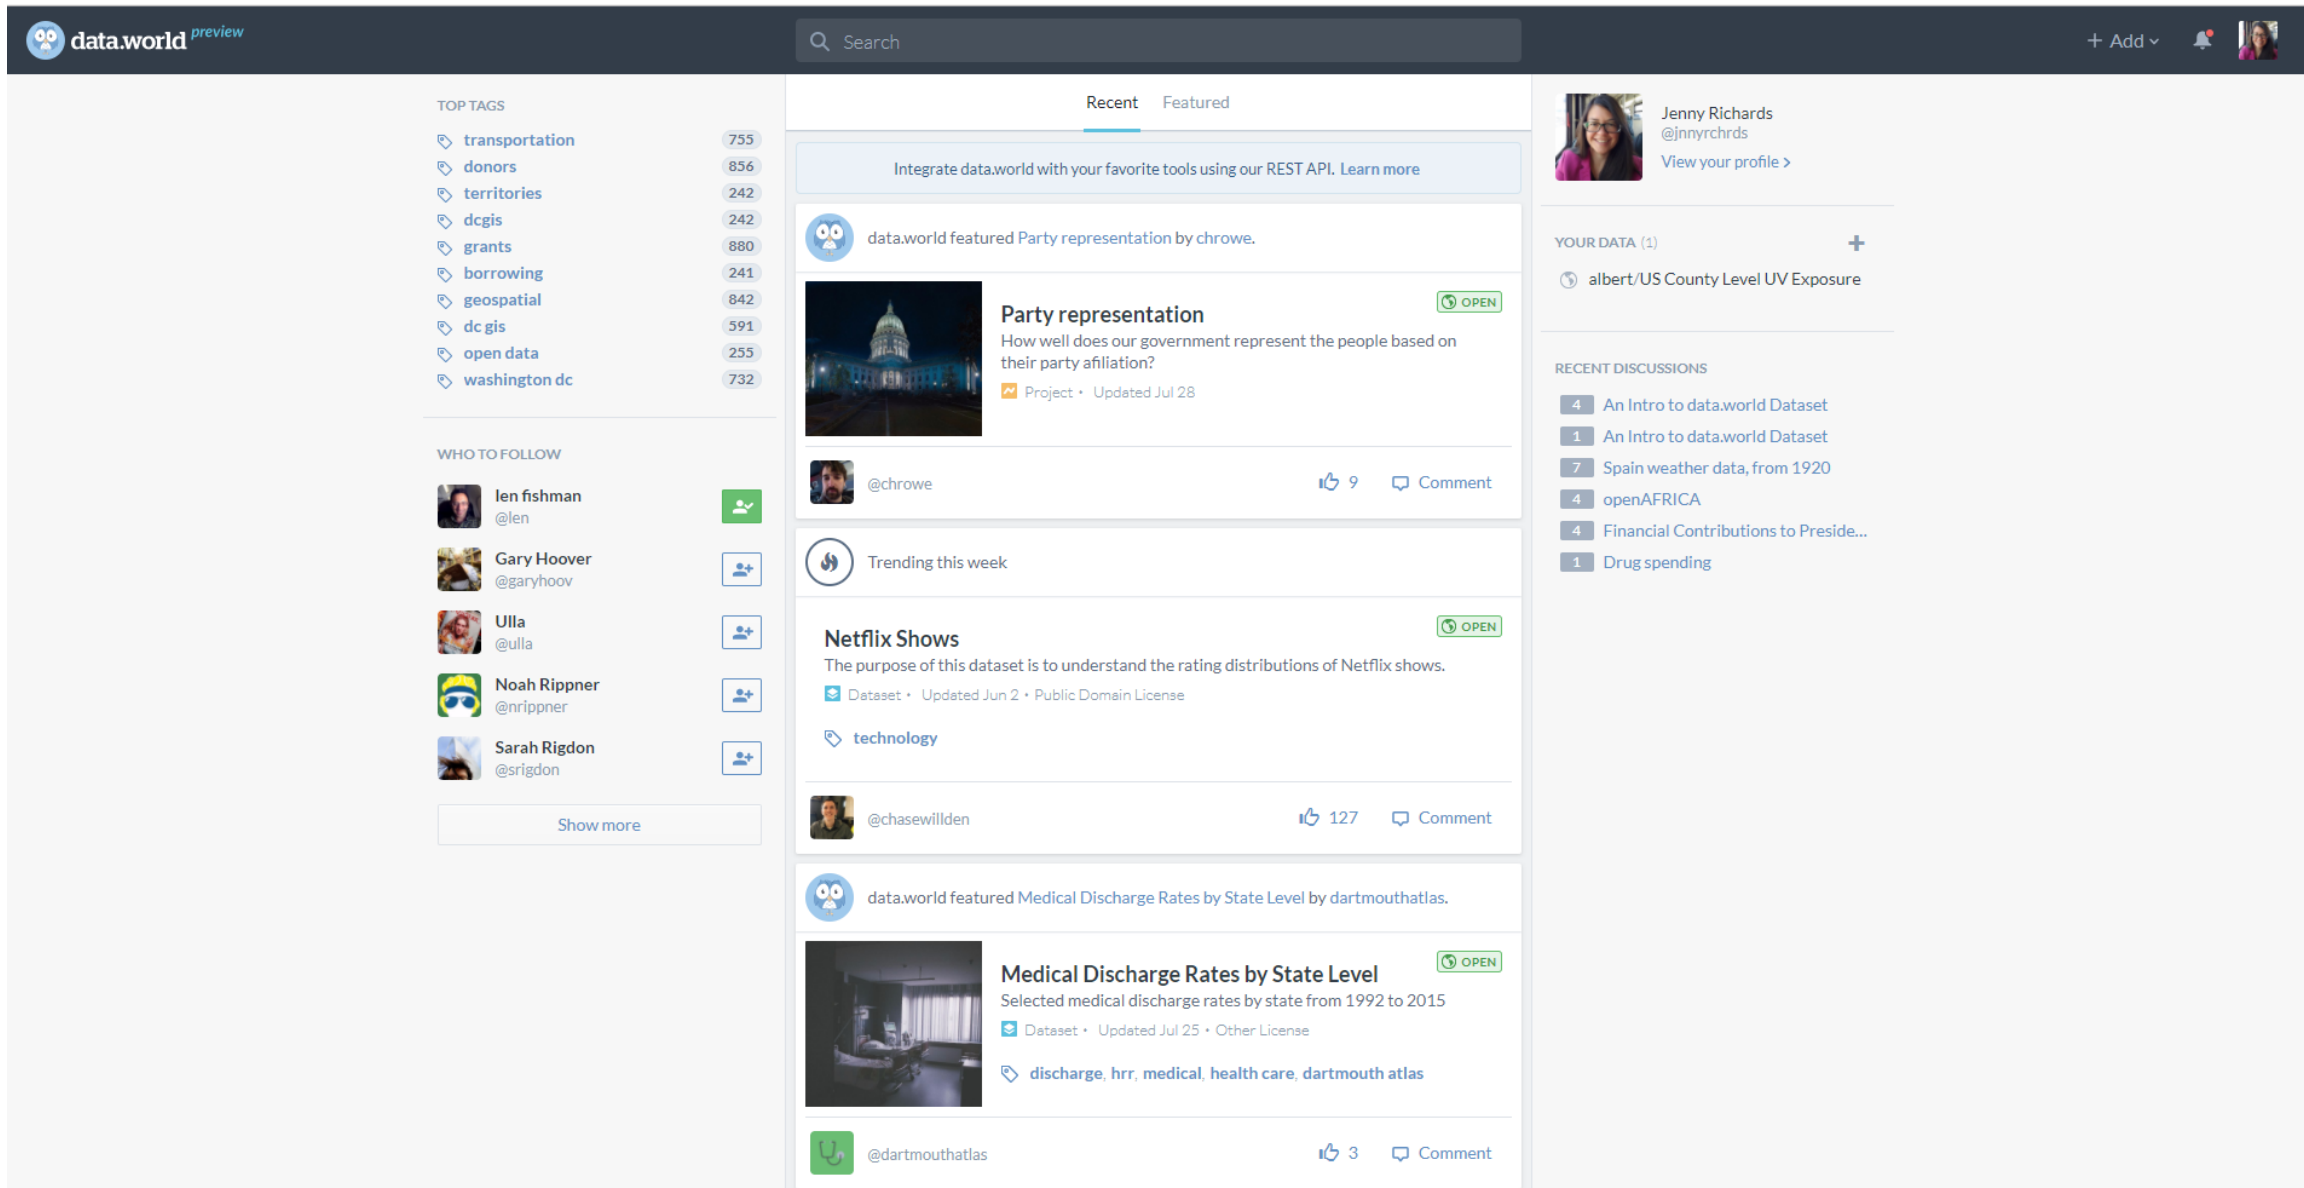 data.world preview
Search
+ Add
TOP TAGS
transportation 755
donors 856
territories 242
dcgis 242
grants 880
borrowing 241
geospatial 842
dc gis 591
open data 255
washington dc 732
WHO TO FOLLOW
len fishman
@len
Gary Hoover
@garyhoov
Ulla
@ulla
Noah Rippner
@nrippner
Sarah Rigdon
@srigdon
Show more
Recent Featured
Integrate data.world with your favorite tools using our REST API. Learn more
data.world featured Party representation by chrowe.
OPEN
Party representation
How well does our government represent the people based on
their party afiliation?
Project • Updated Jul 28
@chrowe 9 Comment
Trending this week
OPEN
Netflix Shows
The purpose of this dataset is to understand the rating distributions of Netflix shows.
Dataset • Updated Jun 2 • Public Domain License
technology
@chasewillden 127 Comment
data.world featured Medical Discharge Rates by State Level by dartmouthatlas.
OPEN
Medical Discharge Rates by State Level
Selected medical discharge rates by state from 1992 to 2015
Dataset • Updated Jul 25 • Other License
discharge, hrr, medical, health care, dartmouth atlas
@dartmouthatlas 3 Comment
Jenny Richards
@jnnyrchrds
View your profile >
YOUR DATA (1) +
albert/US County Level UV Exposure
RECENT DISCUSSIONS
4 An Intro to data.world Dataset
1 An Intro to data.world Dataset
7 Spain weather data, from 1920
4 openAFRICA
4 Financial Contributions to Preside...
1 Drug spending